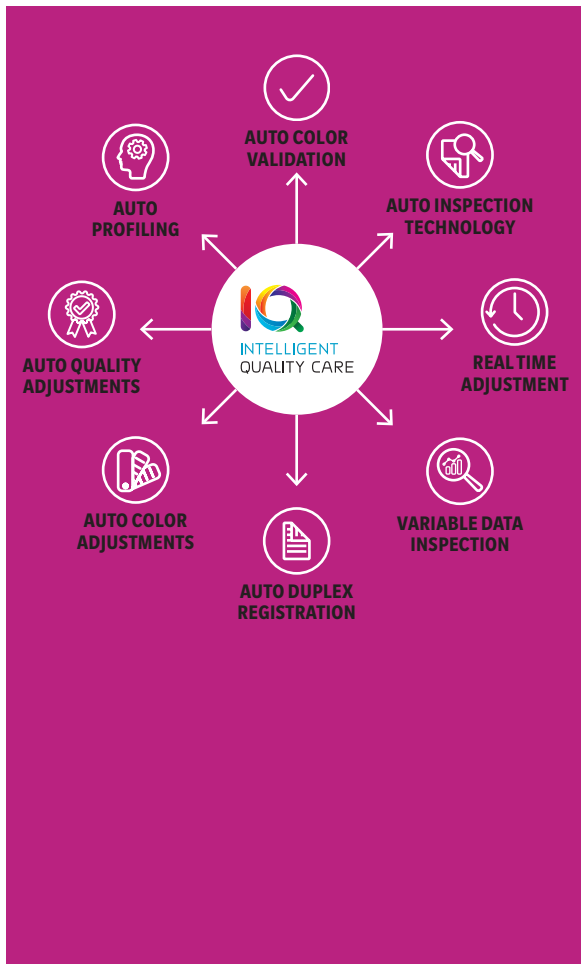 AUTO COLOR
VALIDATION
AUTO
PROFILING
AUTO INSPECTION
TECHNOLOGY
IQ
INTELLIGENT
QUALITY CARE
AUTO QUALITY
ADJUSTMENTS
REAL TIME
ADJUSTMENT
AUTO COLOR
ADJUSTMENTS
VARIABLE DATA
INSPECTION
AUTO DUPLEX
REGISTRATION